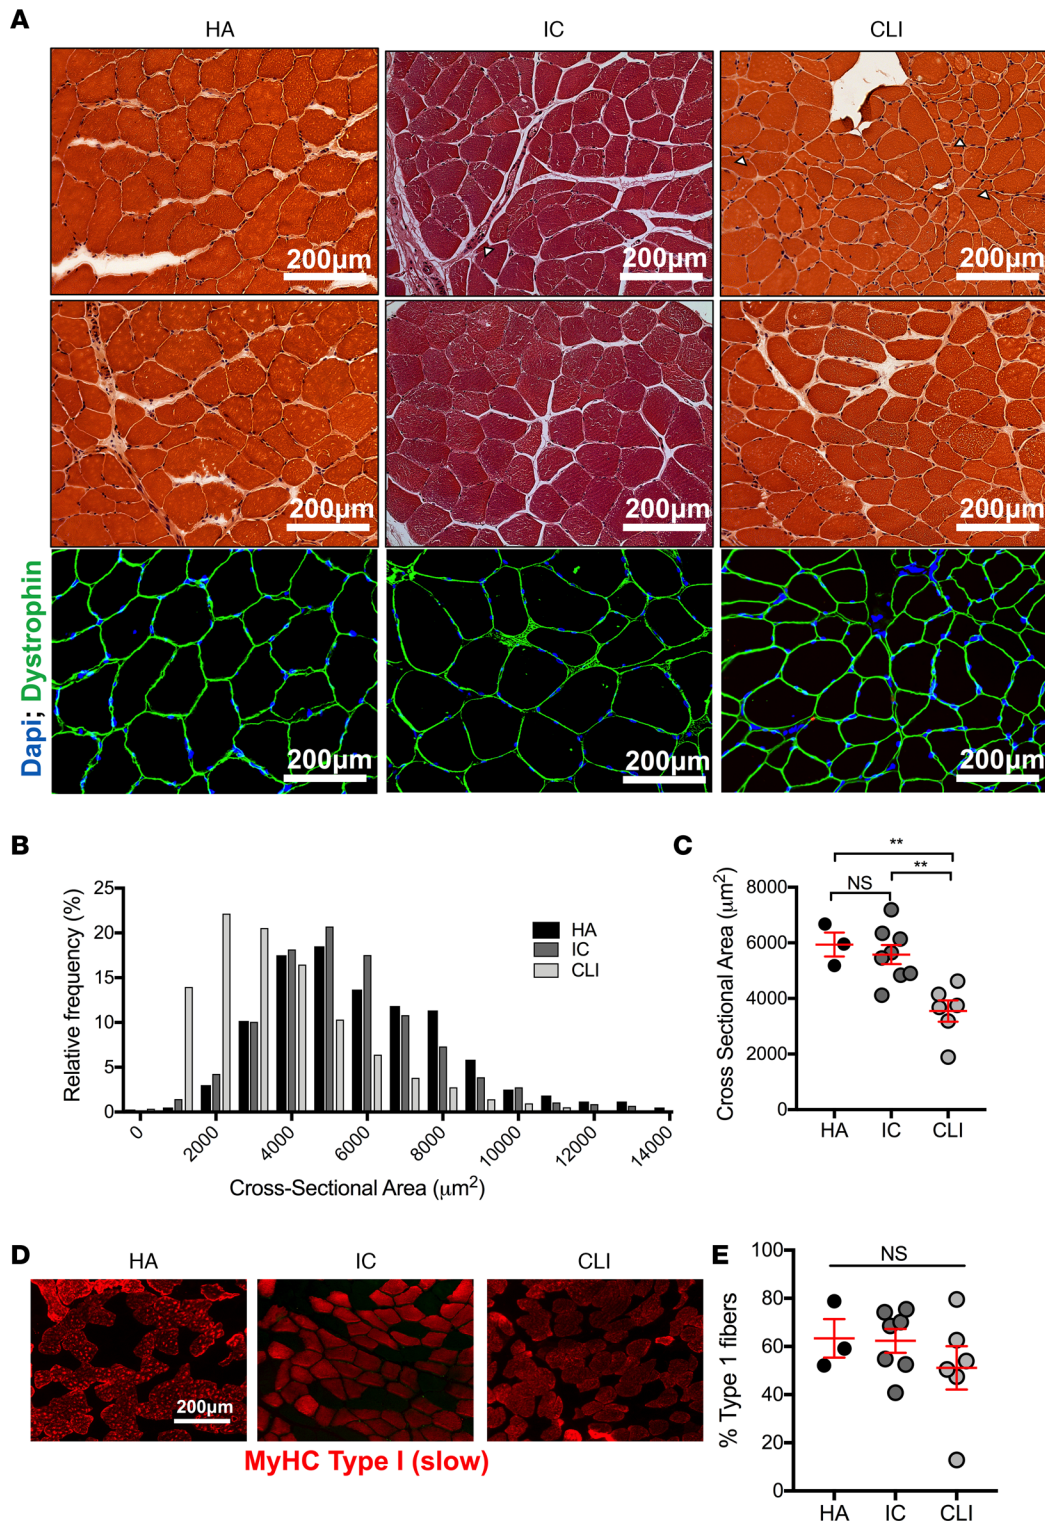 A
HA IC CLI
200µm 200µm 200µm
200µm 200µm 200µm
Dapi; Dystrophin
200µm 200µm 200µm
B
Relative frequency (%)
25
20
15
10
5
0
HA
IC
CLI
0 2000 4000 6000 8000 10000 12000 14000
Cross-Sectional Area (µm²)
C
Cross Sectional Area (µm²)
**
**
NS
8000
6000
4000
2000
0
HA IC CLI
D
HA IC CLI
200µm
MyHC Type I (slow)
E
% Type 1 fibers
NS
100
80
60
40
20
0
HA IC CLI